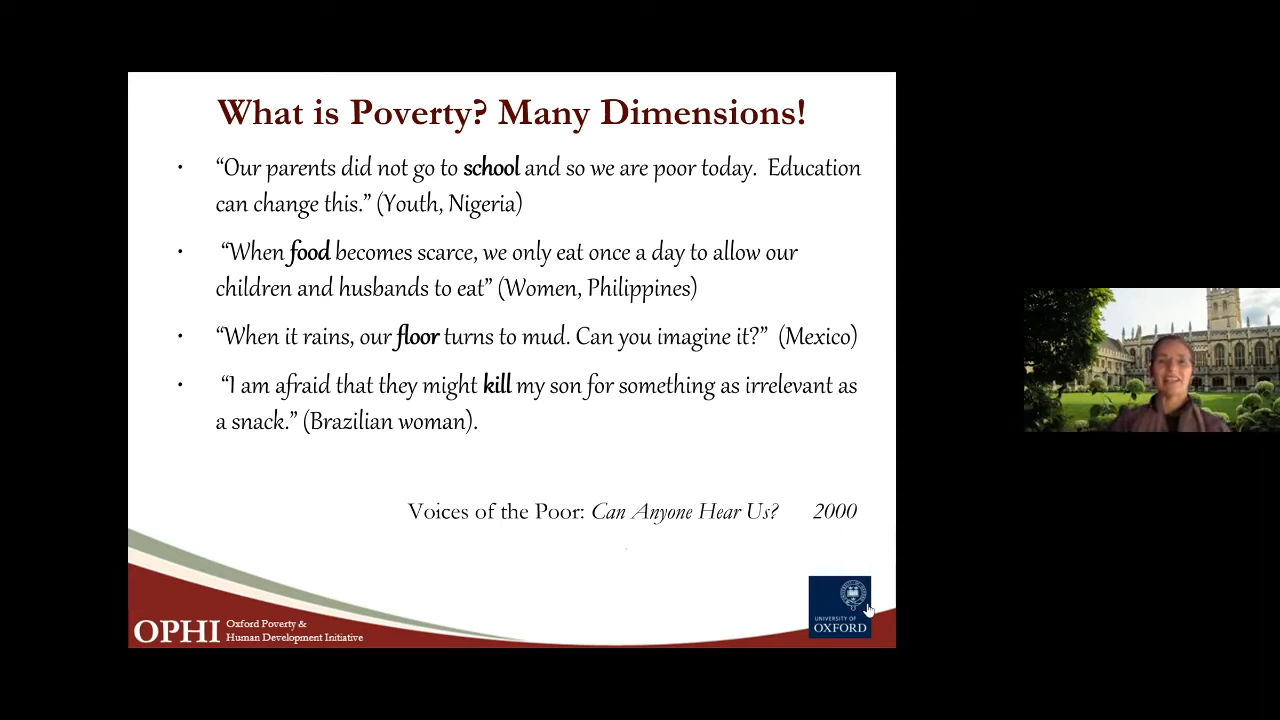 What is Poverty? Many Dimensions!
• “Our parents did not go to school and so we are poor today. Education
can change this.” (Youth, Nigeria)
• “When food becomes scarce, we only eat once a day to allow our
children and husbands to eat” (Women, Philippines)
• “When it rains, our floor turns to mud. Can you imagine it?” (Mexico)
• “I am afraid that they might kill my son for something as irrelevant as
a snack.” (Brazilian woman).
Voices of the Poor: Can Anyone Hear Us? 2000
OPHI
Oxford Poverty &
Human Development Initiative
UNIVERSITY OF
OXFORD